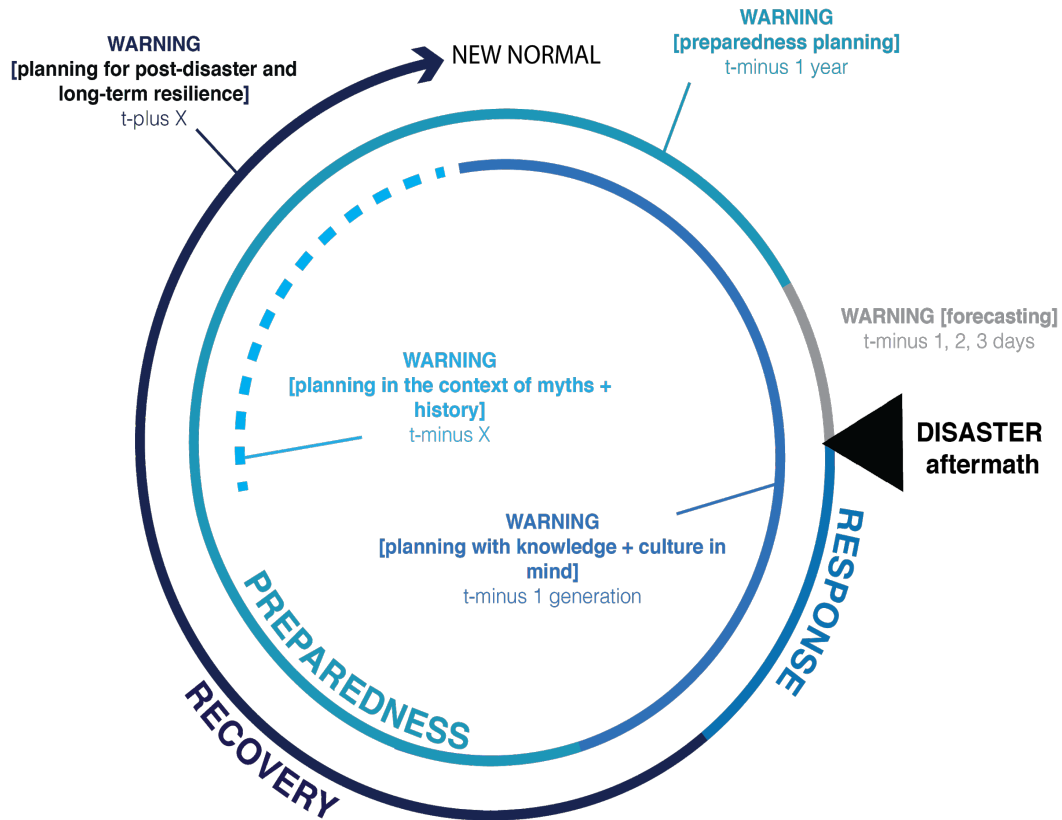 WARNING
[planning for post-disaster and
long-term resilience]
t-plus X
NEW NORMAL
WARNING
[preparedness planning]
t-minus 1 year
WARNING [forecasting]
t-minus 1, 2, 3 days
WARNING
[planning in the context of myths +
history]
t-minus X
DISASTER
aftermath
WARNING
[planning with knowledge + culture in
mind]
t-minus 1 generation
RESPONSE
PREPAREDNESS
RECOVERY